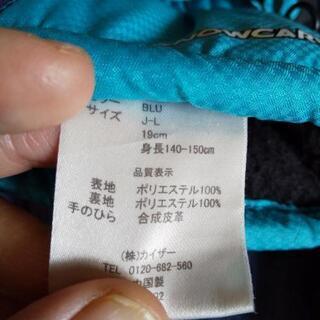 OWCAR
BLU
サイズ J-L
19cm
身長140-150cm
品質表示
表地 ポリエステル100%
裏地 ポリエステル100%
手のひら 合成皮革
(株)カイザー
TEL 0120-682-560
中国製